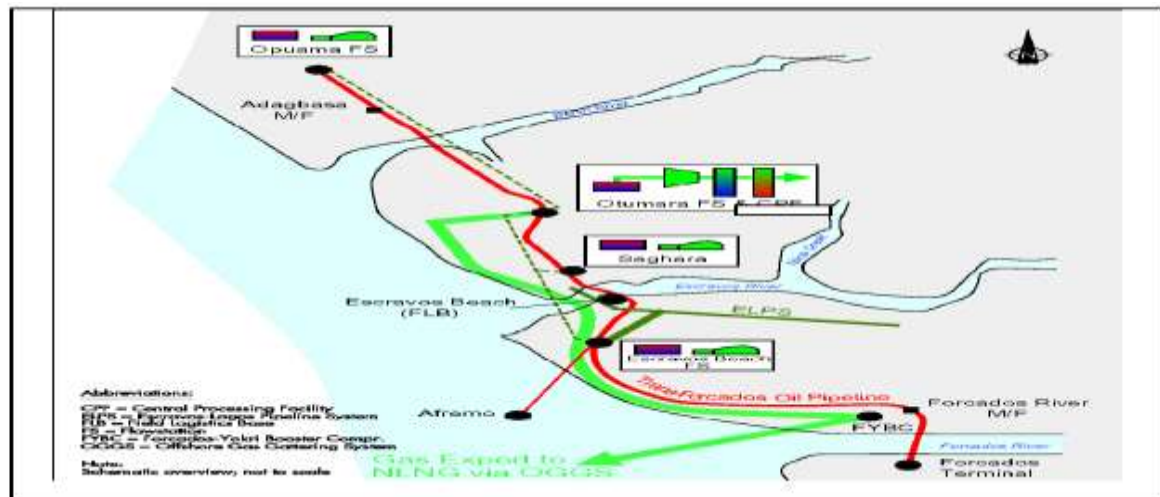 Opuama FS
Adagbasa
M/F
Benin River
Otumara FS & CPF
Saghara
Escravos River
Escravos Beach
(FLB)
ELPS
Escravos Beach
FS
Trans-Forcados Oil Pipeline
Afremo
Forcados River
M/F
FYBC
Forcados River
Gas Export to
NLNG via OGGS
Forcados
Terminal
Abbreviations:
CPF = Central Processing Facility
ELPS = Escravos-Lagos Pipeline System
FLB = Field Logistics Base
FS = Flowstation
FYBC = Forcados-Yokri Booster Compr.
OGGS = Offshore Gas Gathering System
Note:
Schematic overview; not to scale